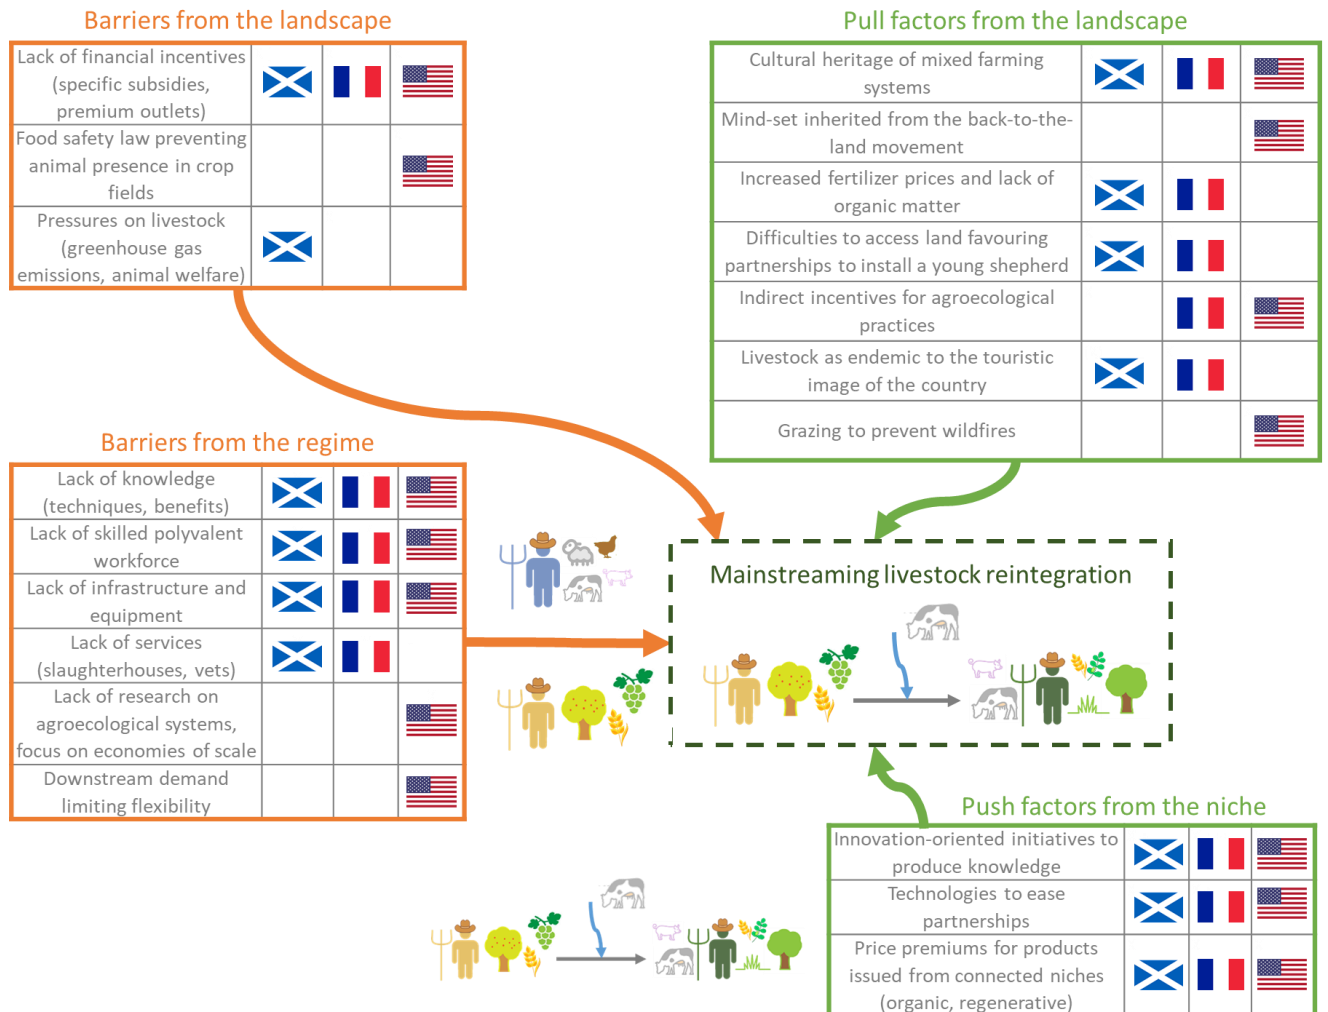 Barriers from the landscape
Lack of financial incentives
(specific subsidies,
premium outlets)
Food safety law preventing
animal presence in crop
fields
Pressures on livestock
(greenhouse gas
emissions, animal welfare)
Pull factors from the landscape
Cultural heritage of mixed farming
systems
Mind-set inherited from the back-to-the-
land movement
Increased fertilizer prices and lack of
organic matter
Difficulties to access land favouring
partnerships to install a young shepherd
Indirect incentives for agroecological
practices
Livestock as endemic to the touristic
image of the country
Grazing to prevent wildfires
Barriers from the regime
Lack of knowledge
(techniques, benefits)
Lack of skilled polyvalent
workforce
Lack of infrastructure and
equipment
Lack of services
(slaughterhouses, vets)
Lack of research on
agroecological systems,
focus on economies of scale
Downstream demand
limiting flexibility
Mainstreaming livestock reintegration
Push factors from the niche
Innovation-oriented initiatives to
produce knowledge
Technologies to ease
partnerships
Price premiums for products
issued from connected niches
(organic, regenerative)